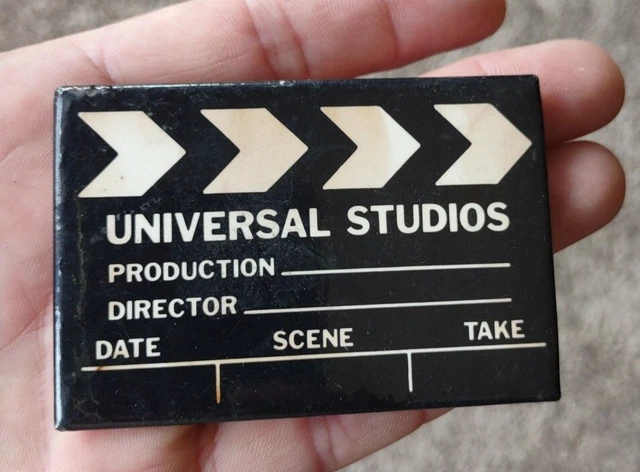 UNIVERSAL STUDIOS
PRODUCTION
DIRECTOR
DATE SCENE TAKE